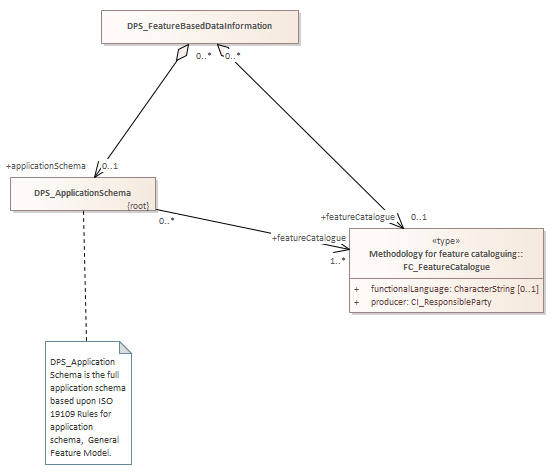 DPS_FeatureBasedDataInformation
0..*
0..*
+applicationSchema
0..1
DPS_ApplicationSchema
{root}
0..*
+featureCatalogue
0..1
+featureCatalogue
1..*
«type»
Methodology for feature cataloguing::
FC_FeatureCatalogue
+ functionalLanguage: CharacterString [0..1]
+ producer: CI_ResponsibleParty
DPS_Application
Schema is the full
application schema
based upon ISO
19109 Rules for
application
schema, General
Feature Model.